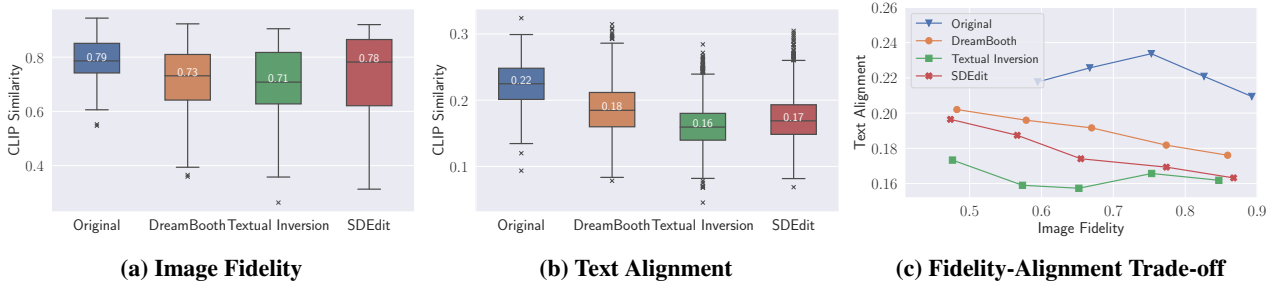 CLIP Similarity
0.8
0.6
0.4
0.79
0.73
0.71
0.78
Original
DreamBooth
Textual Inversion
SDEdit
(a) Image Fidelity
CLIP Similarity
0.3
0.2
0.1
0.22
0.18
0.16
0.17
Original
DreamBooth
Textual Inversion
SDEdit
(b) Text Alignment
Text Alignment
0.26
0.24
0.22
0.20
0.18
0.16
Original
DreamBooth
Textual Inversion
SDEdit
0.5
0.6
0.7
0.8
0.9
Image Fidelity
(c) Fidelity-Alignment Trade-off